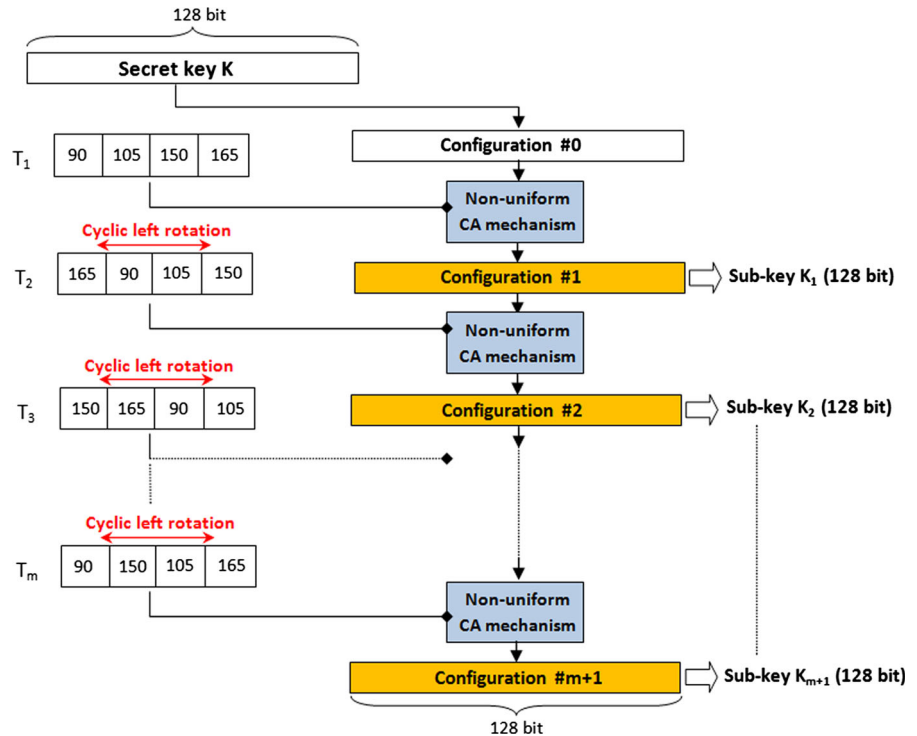 128 bit
Secret key K
T1 90 105 150 165
Configuration #0
Non-uniform
CA mechanism
Cyclic left rotation
T2 165 90 105 150
Configuration #1
Sub-key K1 (128 bit)
Non-uniform
CA mechanism
Cyclic left rotation
T3 150 165 90 105
Configuration #2
Sub-key K2 (128 bit)
Cyclic left rotation
Tm 90 150 105 165
Non-uniform
CA mechanism
Configuration #m+1
Sub-key Km+1 (128 bit)
128 bit